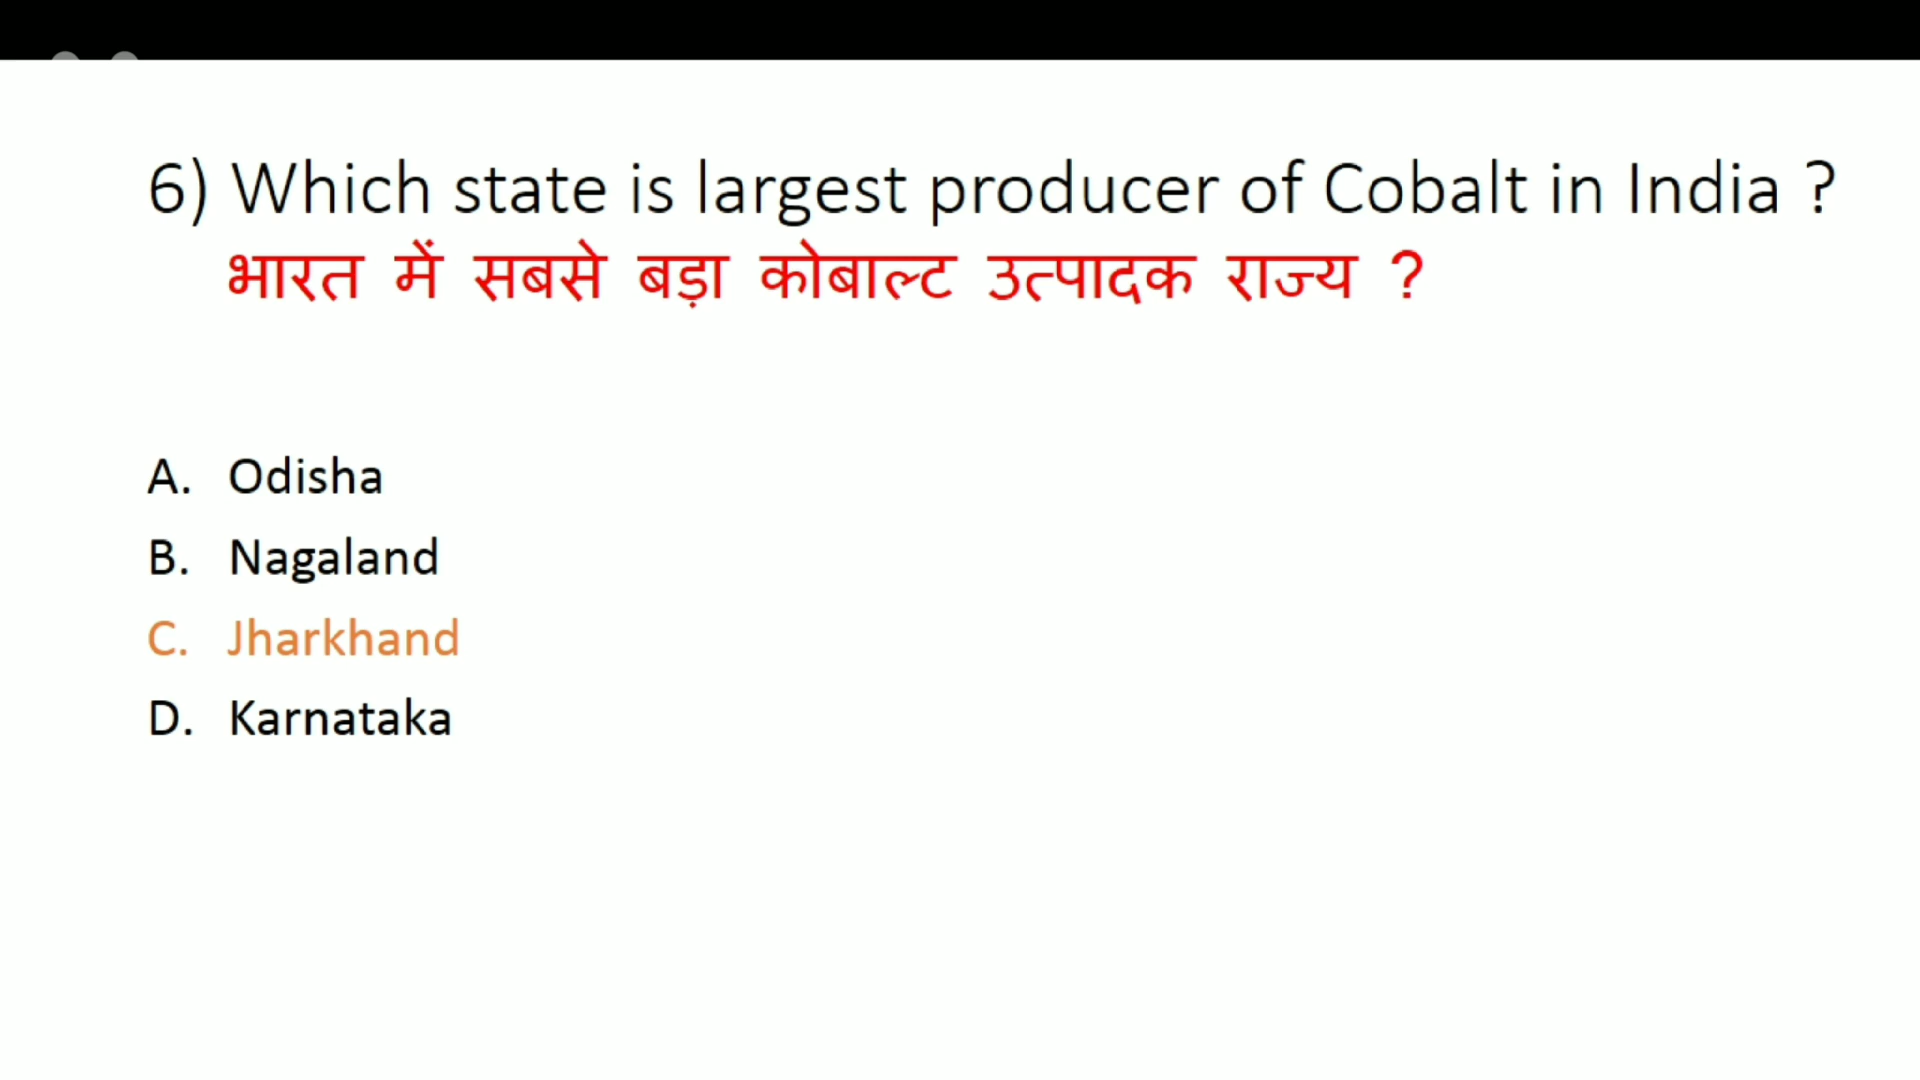 6) Which state is largest producer of Cobalt in India ?
भारत में सबसे बड़ा कोबाल्ट उत्पादक राज्य ?
A. Odisha
B. Nagaland
C. Jharkhand
D. Karnataka